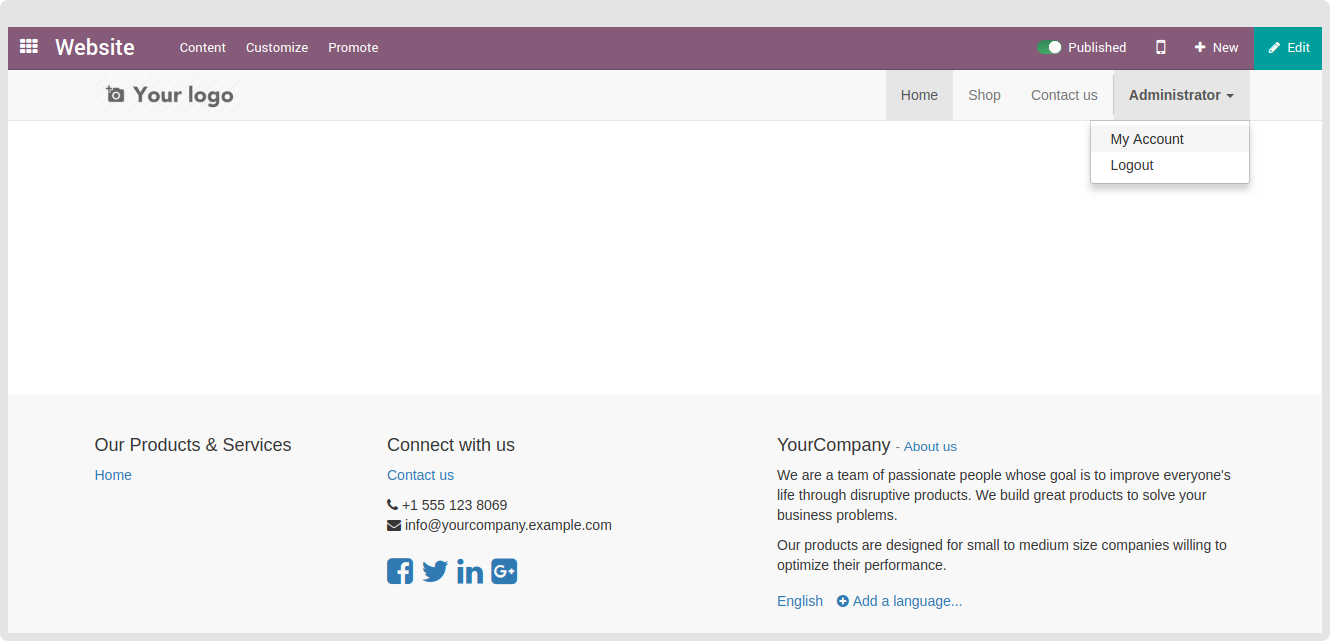 Website Content Customize Promote Published New Edit
Your logo Home Shop Contact us Administrator
My Account
Logout
Our Products & Services
Home
Connect with us
Contact us
+1 555 123 8069
info@yourcompany.example.com
YourCompany - About us
We are a team of passionate people whose goal is to improve everyone's
life through disruptive products. We build great products to solve your
business problems.
Our products are designed for small to medium size companies willing to
optimize their performance.
English Add a language...